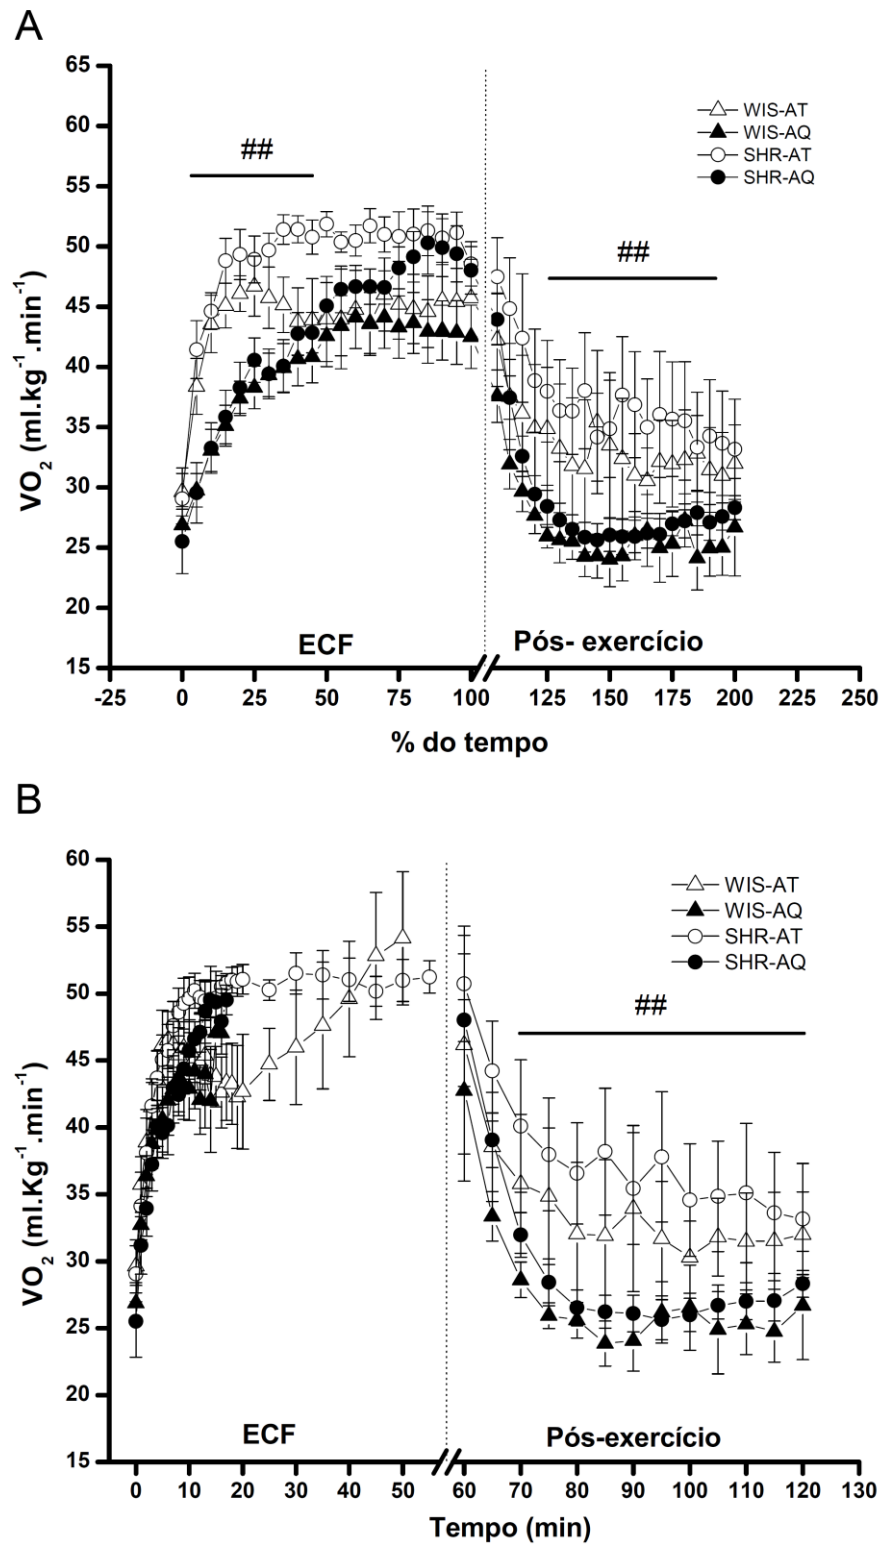 A
65
60
55
50
45
40
35
30
25
20
15
VO2 (ml.kg-1.min-1)
##
##
WIS-AT
WIS-AQ
SHR-AT
SHR-AQ
ECF
Pós- exercício
-25 0 25 50 75 100 125 150 175 200 225 250
% do tempo
B
60
55
50
45
40
35
30
25
20
15
VO2 (ml.Kg-1.min-1)
WIS-AT
WIS-AQ
SHR-AT
SHR-AQ
##
ECF
Pós-exercício
0 10 20 30 40 50 60 70 80 90 100 110 120 130
Tempo (min)